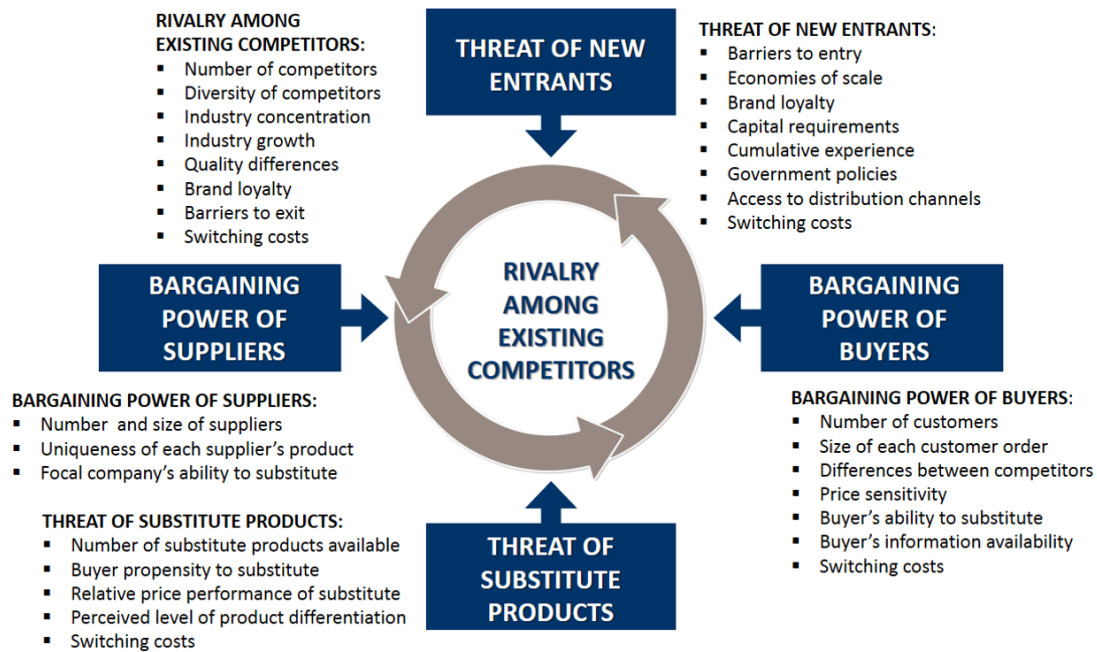 RIVALRY AMONG
EXISTING COMPETITORS:
▪ Number of competitors
▪ Diversity of competitors
▪ Industry concentration
▪ Industry growth
▪ Quality differences
▪ Brand loyalty
▪ Barriers to exit
▪ Switching costs
THREAT OF NEW
ENTRANTS
THREAT OF NEW ENTRANTS:
▪ Barriers to entry
▪ Economies of scale
▪ Brand loyalty
▪ Capital requirements
▪ Cumulative experience
▪ Government policies
▪ Access to distribution channels
▪ Switching costs
BARGAINING
POWER OF
SUPPLIERS
RIVALRY
AMONG
EXISTING
COMPETITORS
BARGAINING
POWER OF
BUYERS
BARGAINING POWER OF SUPPLIERS:
▪ Number and size of suppliers
▪ Uniqueness of each supplier’s product
▪ Focal company’s ability to substitute
BARGAINING POWER OF BUYERS:
▪ Number of customers
▪ Size of each customer order
▪ Differences between competitors
▪ Price sensitivity
▪ Buyer’s ability to substitute
▪ Buyer’s information availability
▪ Switching costs
THREAT OF SUBSTITUTE PRODUCTS:
▪ Number of substitute products available
▪ Buyer propensity to substitute
▪ Relative price performance of substitute
▪ Perceived level of product differentiation
▪ Switching costs
THREAT OF
SUBSTITUTE
PRODUCTS